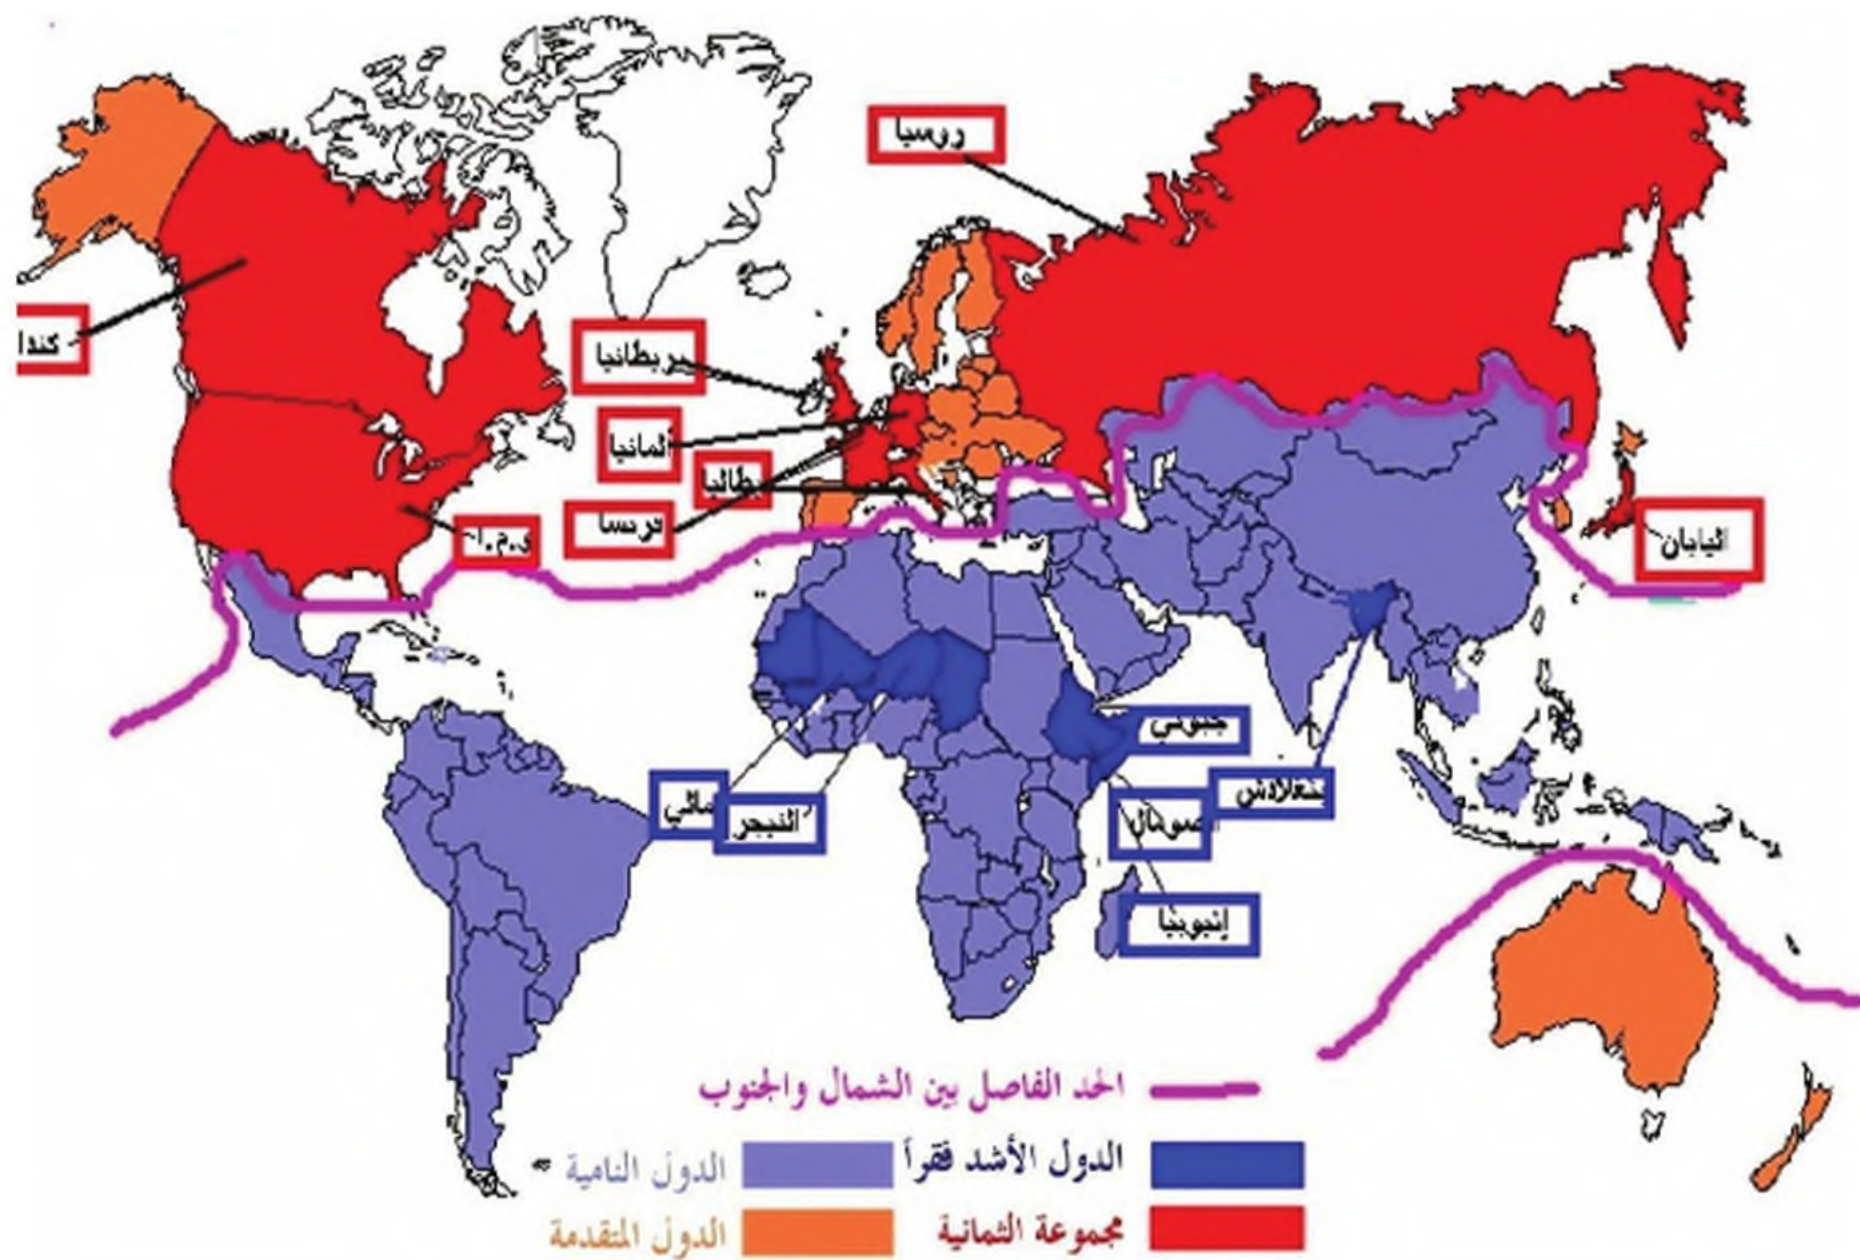 روسيا
كندا
بريطانيا
ألمانيا
يطاليا
فرنسا
و.م.ا
اليابان
جيبوتي
مالي
النيجر
صومال
بنغلادش
إثيوبيا
الحد الفاصل بين الشمال والجنوب
الدول الأشد فقراً
الدول النامية
مجموعة الثمانية
الدول المتقدمة